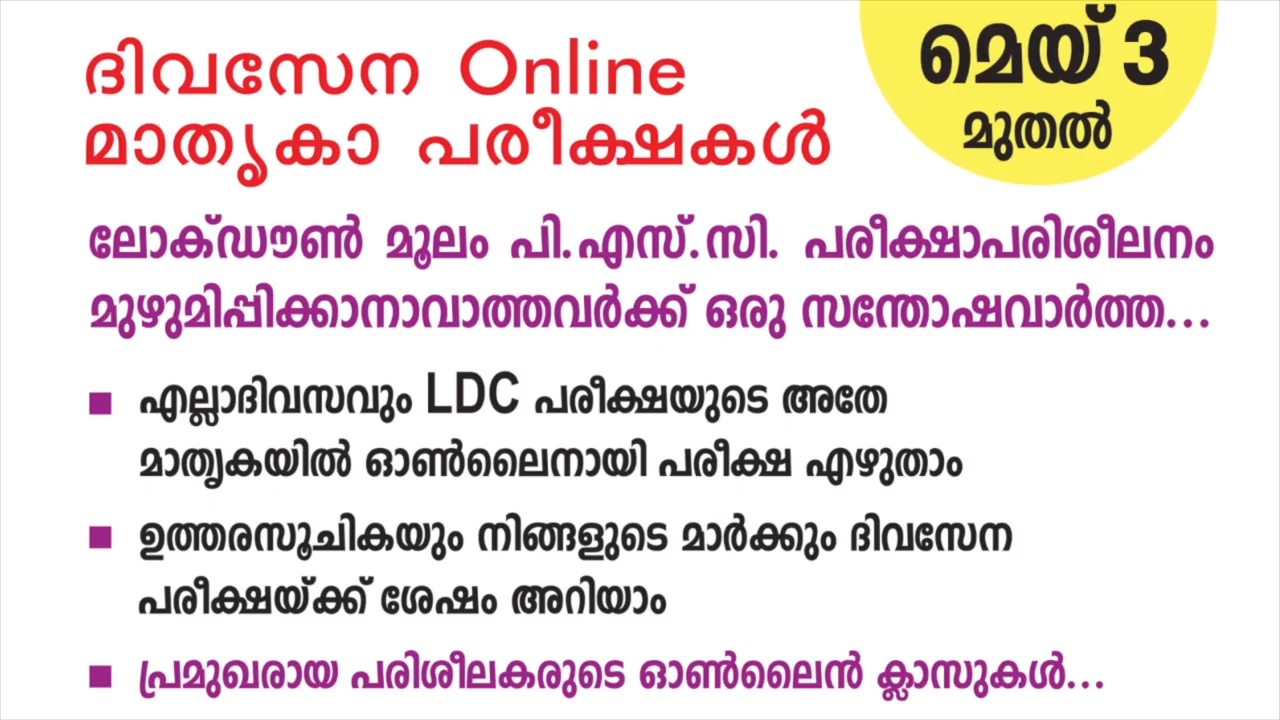 ദിവസേന Online
മാതൃകാ പരീക്ഷകൾ
മെയ് 3
മുതൽ
ലോക്ഡൗൺ മൂലം പി.എസ്.സി. പരീക്ഷാപരിശീലനം
മുഴുമിപ്പിക്കാനാവാത്തവർക്ക് ഒരു സന്തോഷവാർത്ത...
■ എല്ലാദിവസവും LDC പരീക്ഷയുടെ അതേ
മാതൃകയിൽ ഓൺലൈനായി പരീക്ഷ എഴുതാം
■ ഉത്തരസൂചികയും നിങ്ങളുടെ മാർക്കും ദിവസേന
പരീക്ഷയ്ക്ക് ശേഷം അറിയാം
■ പ്രമുഖരായ പരിശീലകരുടെ ഓൺലൈൻ ക്ലാസുകൾ...